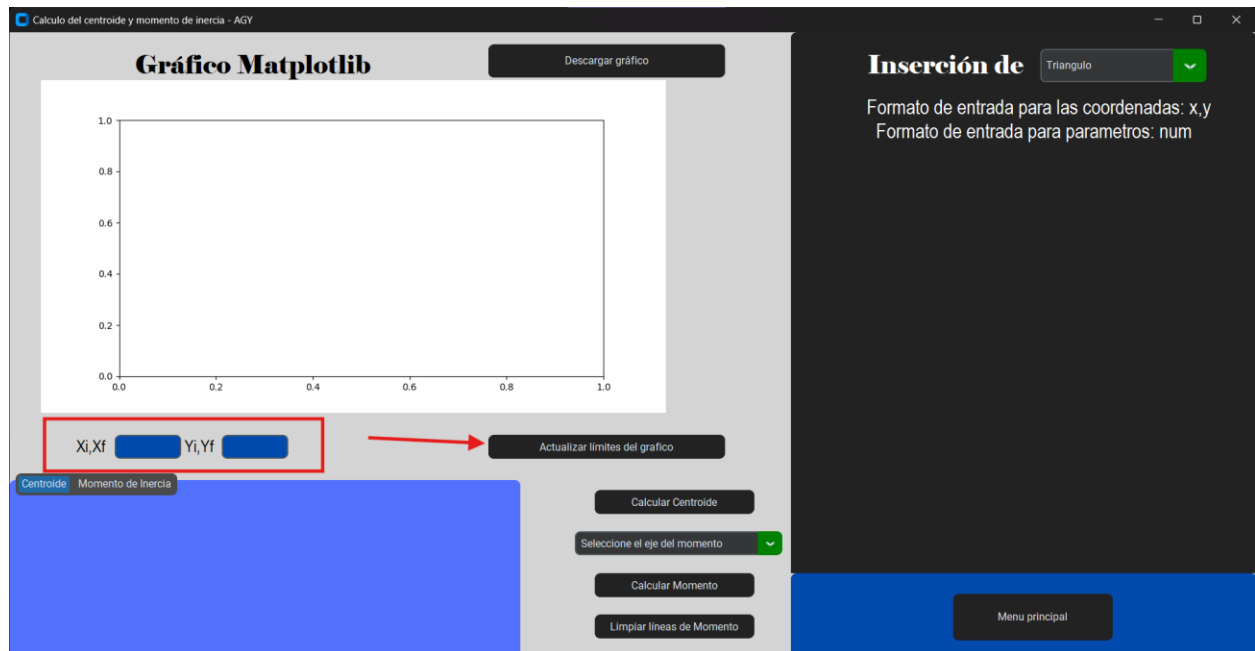 Calculo del centroide y momento de inercia - AGY
Gráfico Matplotlib
Descargar gráfico
1.0
0.8
0.6
0.4
0.2
0.0
0.0 0.2 0.4 0.6 0.8 1.0
Xi,Xf Yi,Yf
Actualizar límites del grafico
Centroide Momento de Inercia
Calcular Centroide
Seleccione el eje del momento
Calcular Momento
Limpiar líneas de Momento
Inserción de Triangulo
Formato de entrada para las coordenadas: x,y
Formato de entrada para parametros: num
Menu principal